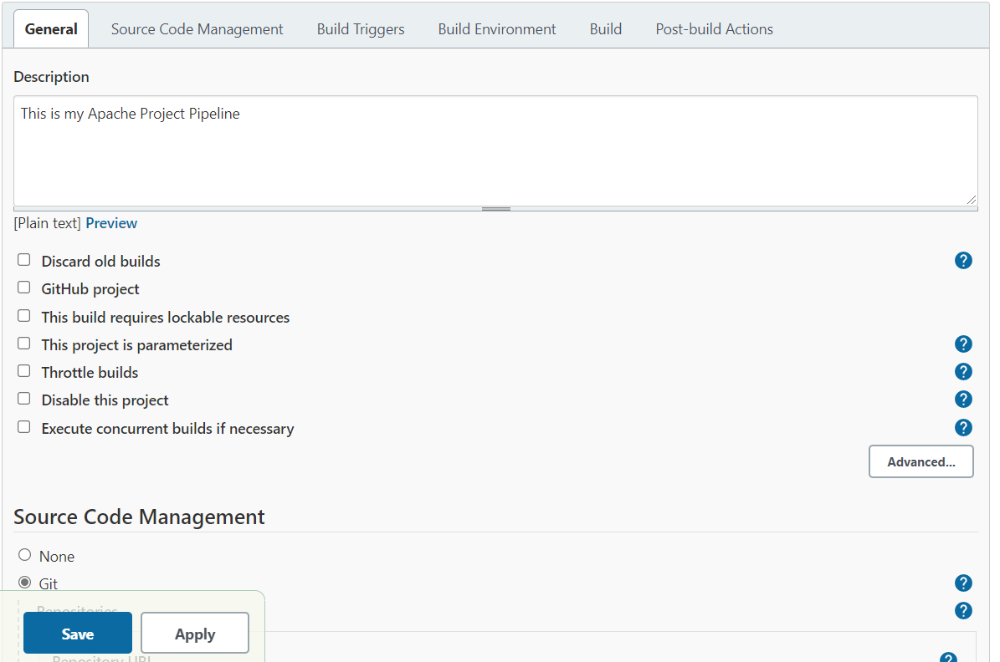 General Source Code Management Build Triggers Build Environment Build Post-build Actions
Description
This is my Apache Project Pipeline
[Plain text] Preview
Discard old builds ?
GitHub project
This build requires lockable resources
This project is parameterized ?
Throttle builds ?
Disable this project ?
Execute concurrent builds if necessary ?
Advanced...
Source Code Management
None
Git ?
Repositories ?
Save Apply
Repository URL ?